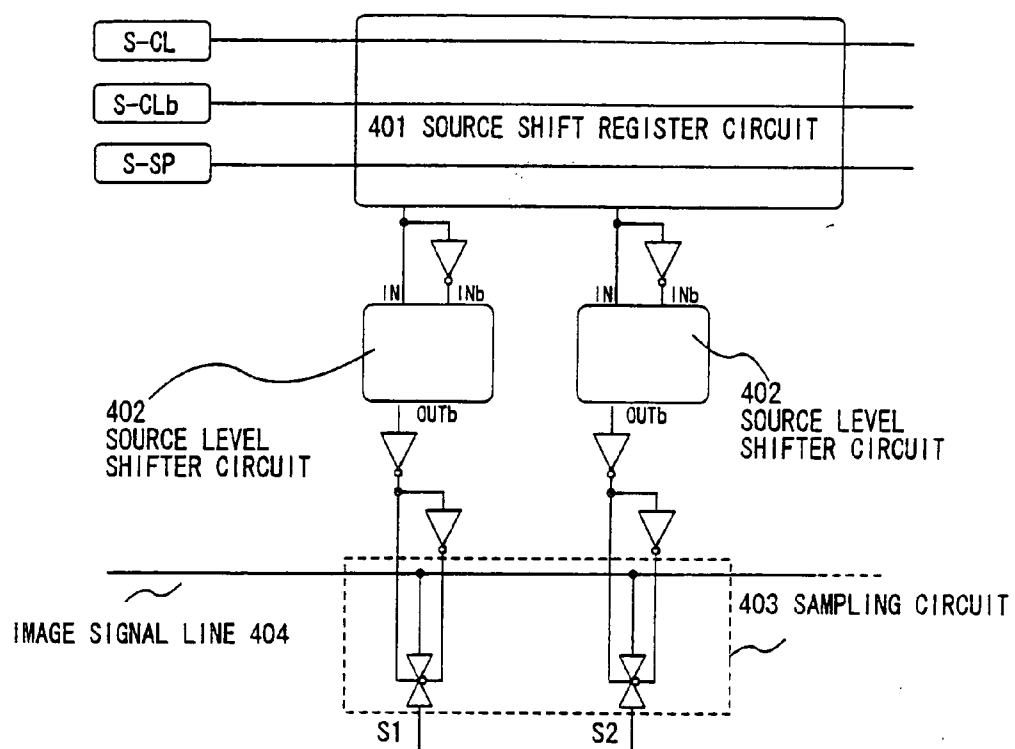 S-CL
S-CLb
401 SOURCE SHIFT REGISTER CIRCUIT
S-SP
IN
INb
IN
INb
OUTb
OUTb
402
SOURCE LEVEL
SHIFTER CIRCUIT
402
SOURCE LEVEL
SHIFTER CIRCUIT
403 SAMPLING CIRCUIT
IMAGE SIGNAL LINE 404
S1
S2